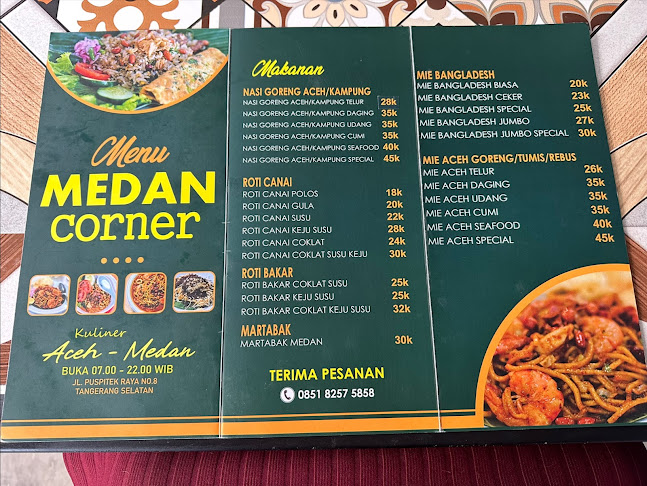 Menu
MEDAN
corner
Kuliner
Aceh - Medan
BUKA 07.00 - 22.00 WIB
JL. PUSPITEK RAYA NO.8
TANGERANG SELATAN
Makanan
NASI GORENG ACEH/KAMPUNG
NASI GORENG ACEH/KAMPUNG TELUR 28k
NASI GORENG ACEH/KAMPUNG DAGING 35k
NASI GORENG ACEH/KAMPUNG UDANG 35k
NASI GORENG ACEH/KAMPUNG CUMI 35k
NASI GORENG ACEH/KAMPUNG SEAFOOD 40k
NASI GORENG ACEH/KAMPUNG SPECIAL 45k
ROTI CANAI
ROTI CANAI POLOS 18k
ROTI CANAI GULA 20k
ROTI CANAI SUSU 22k
ROTI CANAI KEJU SUSU 28k
ROTI CANAI COKLAT 24k
ROTI CANAI COKLAT SUSU KEJU 30k
ROTI BAKAR
ROTI BAKAR COKLAT SUSU 25k
ROTI BAKAR KEJU SUSU 25k
ROTI BAKAR COKLAT KEJU SUSU 32k
MARTABAK
MARTABAK MEDAN 30k
TERIMA PESANAN
0851 8257 5858
MIE BANGLADESH
MIE BANGLADESH BIASA 20k
MIE BANGLADESH CEKER 23k
MIE BANGLADESH SPECIAL 25k
MIE BANGLADESH JUMBO 27k
MIE BANGLADESH JUMBO SPECIAL 30k
MIE ACEH GORENG/TUMIS/REBUS
MIE ACEH TELUR 26k
MIE ACEH DAGING 35k
MIE ACEH UDANG 35k
MIE ACEH CUMI 35k
MIE ACEH SEAFOOD 40k
MIE ACEH SPECIAL 45k